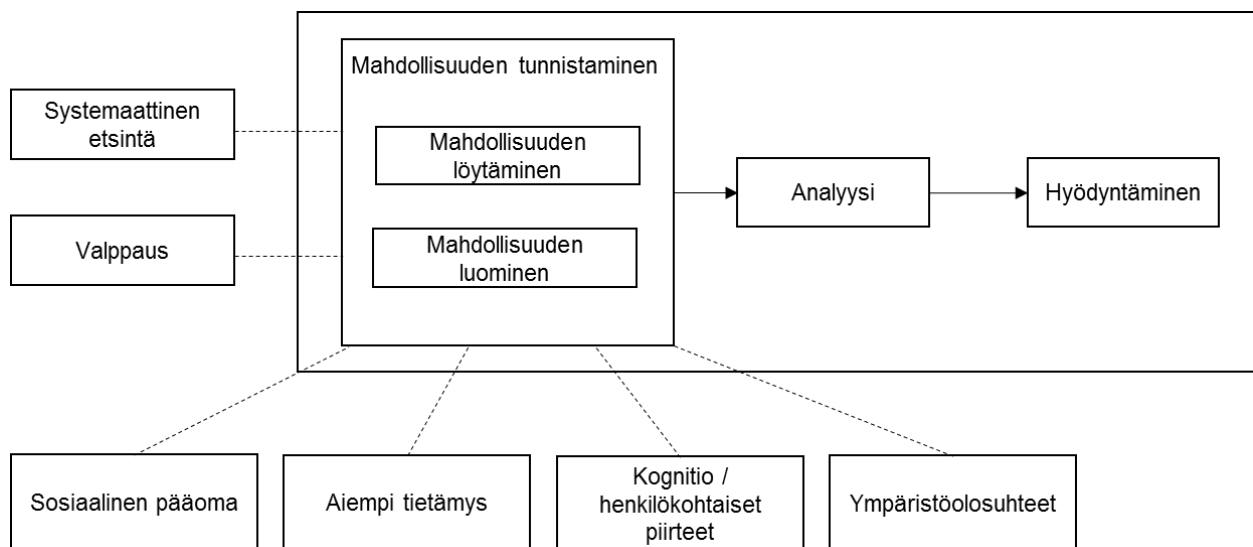 Mahdollisuuden tunnistaminen
Systemaattinen
etsintä
Mahdollisuuden
löytäminen
Analyysi
Hyödyntäminen
Valppaus
Mahdollisuuden
luominen
Sosiaalinen pääoma
Aiempi tietämys
Kognitio /
henkilökohtaiset
piirteet
Ympäristöolosuhteet